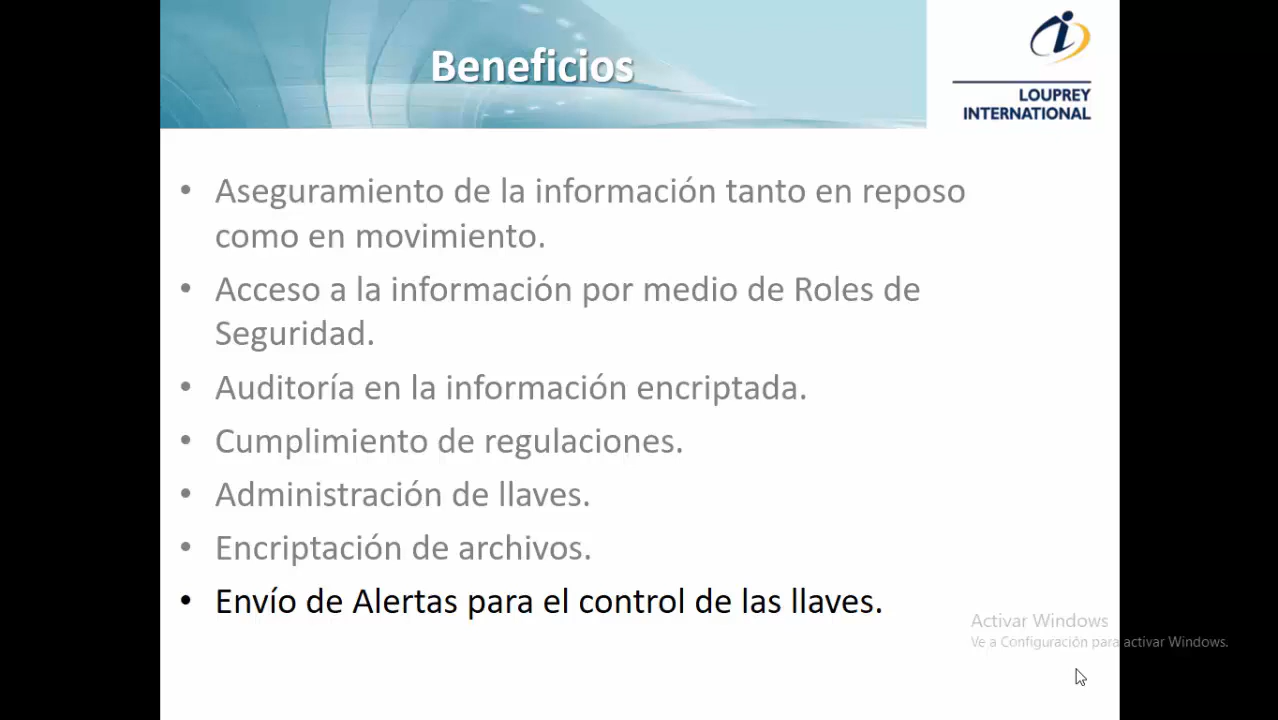 Beneficios
LOUPREY
INTERNATIONAL
• Aseguramiento de la información tanto en reposo
como en movimiento.
• Acceso a la información por medio de Roles de
Seguridad.
• Auditoría en la información encriptada.
• Cumplimiento de regulaciones.
• Administración de llaves.
• Encriptación de archivos.
• Envío de Alertas para el control de las llaves.
Activar Windows
Ve a Configuración para activar Windows.